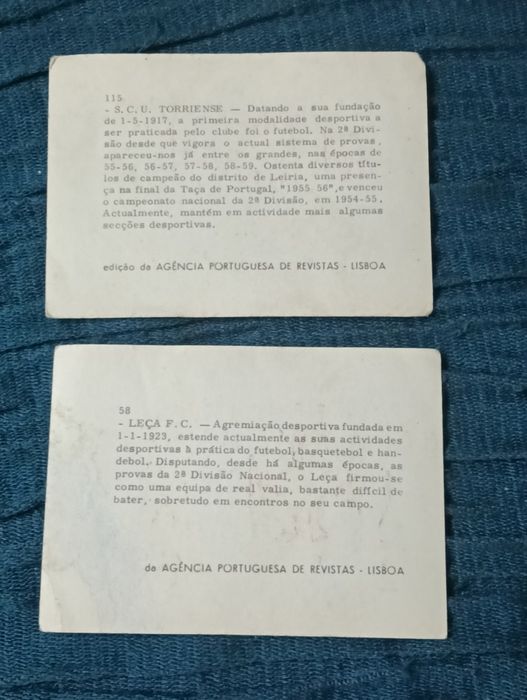 115
- S. C. U. TORRIENSE — Datando a sua fundação
de 1-5-1917, a primeira modalidade desportiva a
ser praticada pelo clube foi o futebol. Na 2ª Divi-
são desde que vigora o actual sistema de provas,
apareceu-nos já entre os grandes, nas épocas de
55-56, 56-57, 57-58, 58-59. Ostenta diversos títu-
los de campeão do distrito de Leiria, uma presen-
ça na final da Taça de Portugal, "1955-56", e venceu
o campeonato nacional da 2ª Divisão, em 1954-55.
Actualmente, mantém em actividade mais algumas
secções desportivas.
edição da AGÊNCIA PORTUGUESA DE REVISTAS - LISBOA
58
- LEÇA F. C. — Agremiação desportiva fundada em
1-1-1923, estende actualmente as suas actividades
desportivas à prática do futebol, basquetebol e han-
debol. Disputando, desde há algumas épocas, as
provas da 2ª Divisão Nacional, o Leça firmou-se
como uma equipa de real valia, bastante difícil de
bater, sobretudo em encontros no seu campo.
da AGÊNCIA PORTUGUESA DE REVISTAS - LISBOA